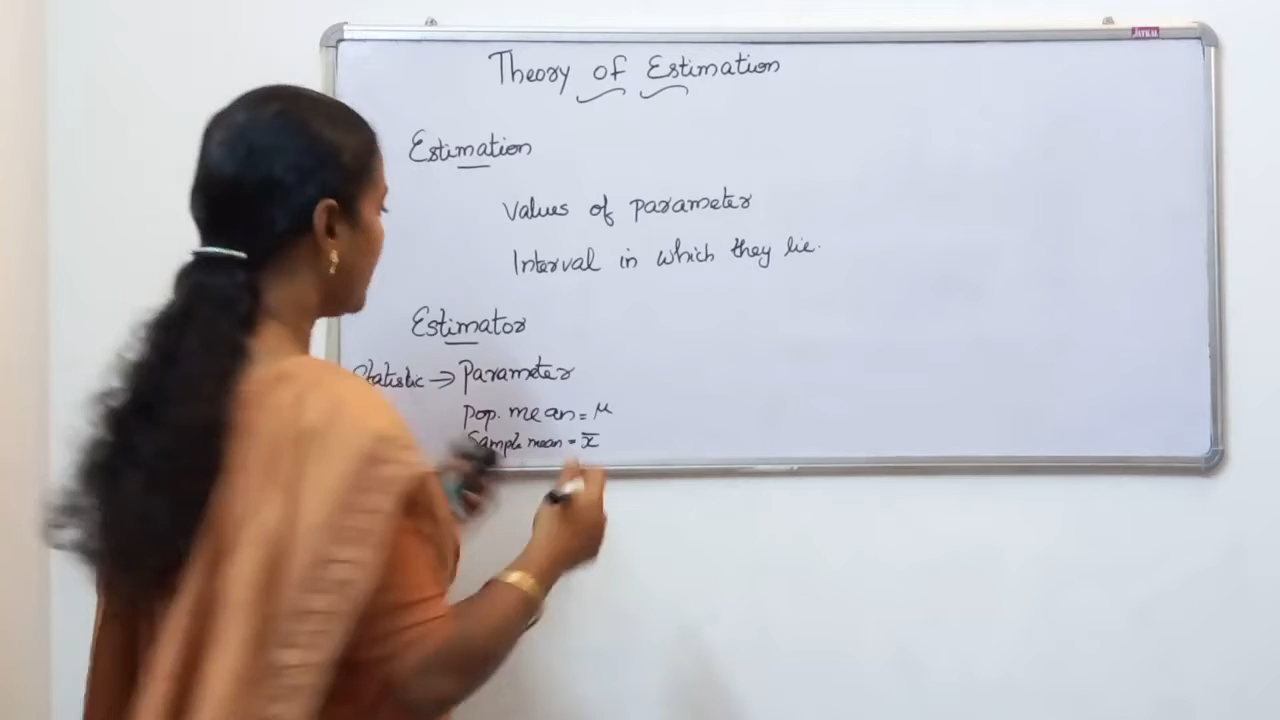 Theory of Estimation
Estimation
Values of parameter
Interval in which they lie.
Estimator
Statistic → Parameter
Pop. mean = μ
Sample mean = x̅